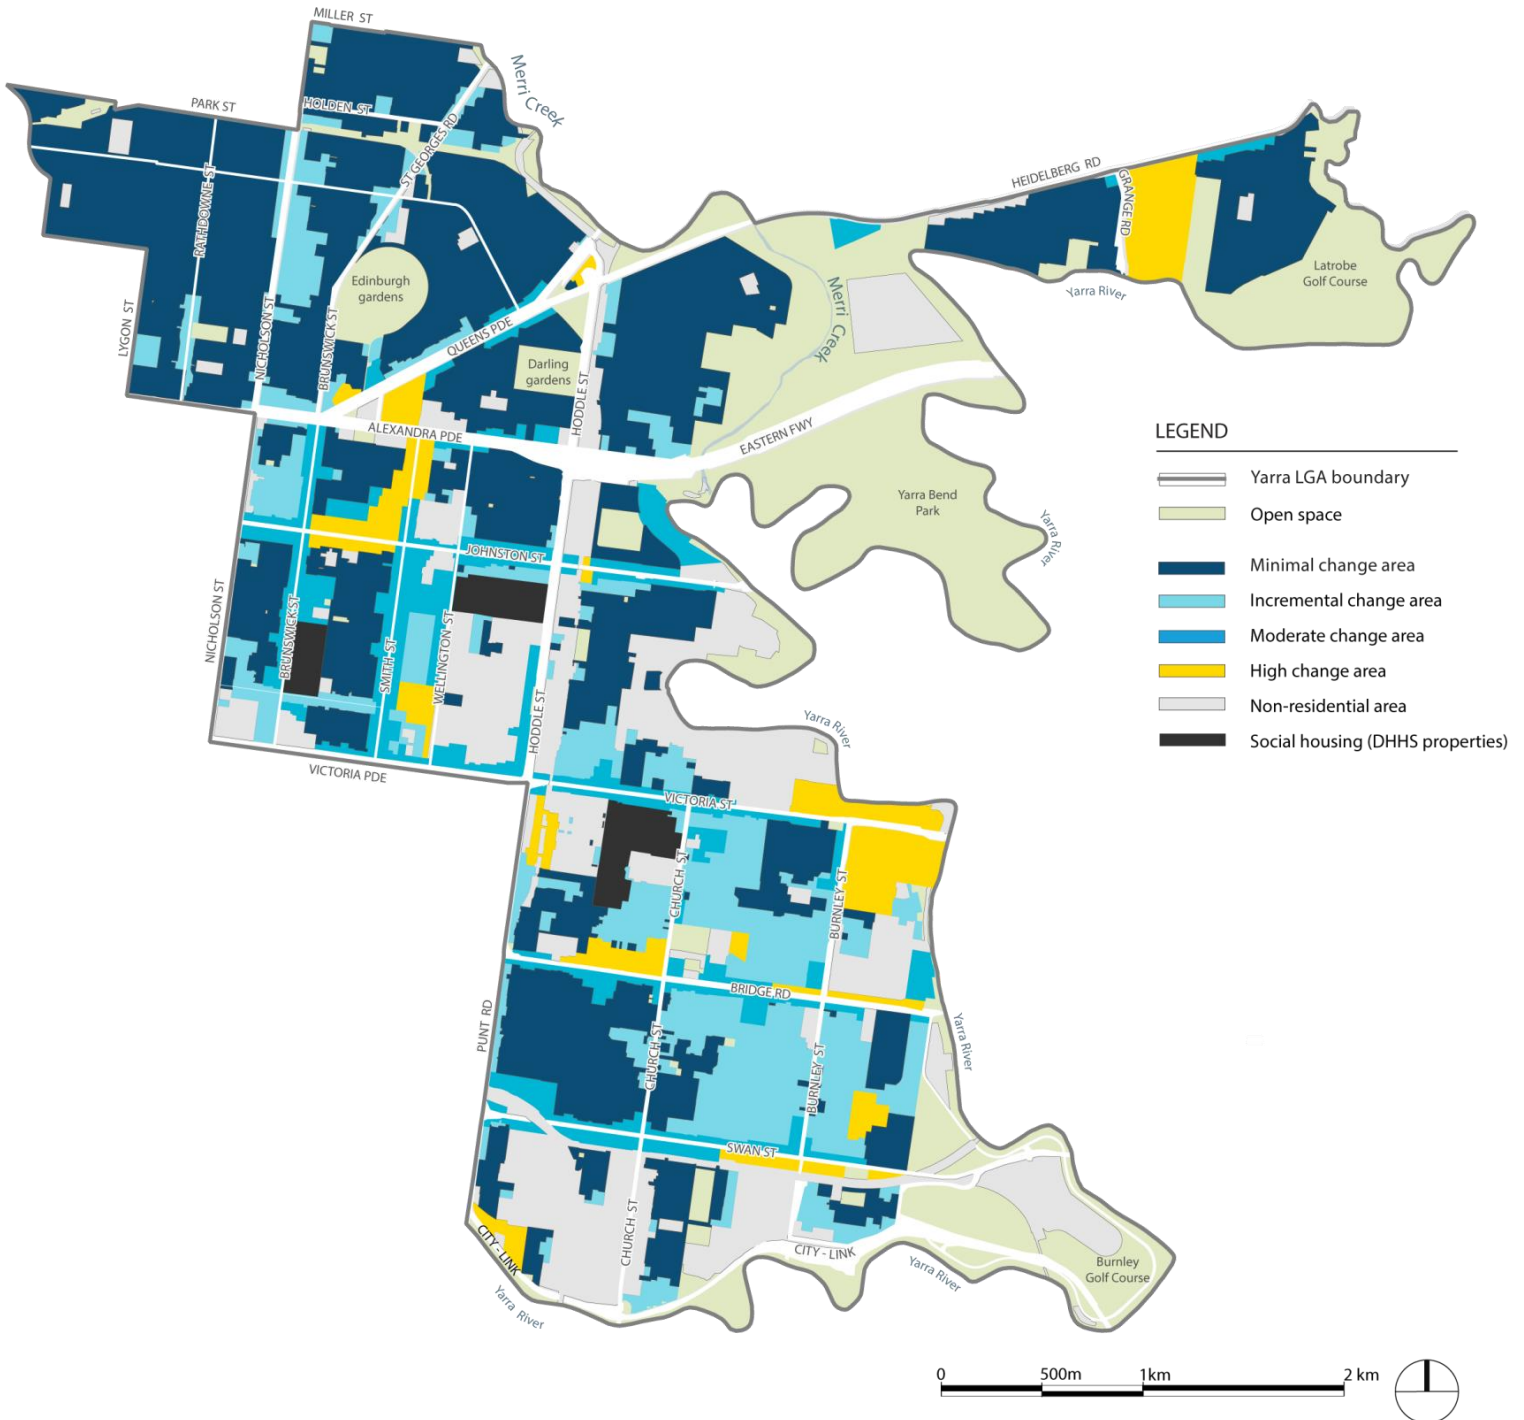 MILLER ST
Merri Creek
PARK ST
HOLDEN ST
ST GEORGES RD
RATHDOWNE ST
HEIDELBERG RD
GRANGE RD
Edinburgh
gardens
Latrobe
Golf Course
Yarra River
Merri Creek
LYGON ST
NICHOLSON ST
BRUNSWICK ST
QUEENS PDE
Darling
gardens
HODDLE ST
ALEXANDRA PDE
EASTERN FWY
Yarra Bend
Park
Yarra River
JOHNSTON ST
NICHOLSON ST
BRUNSWICK ST
SMITH ST
WELLINGTON ST
HODDLE ST
Yarra River
VICTORIA PDE
VICTORIA ST
CHURCH ST
BURNLEY ST
BRIDGE RD
PUNT RD
CHURCH ST
BURNLEY ST
Yarra River
SWAN ST
CHURCH ST
CITY - LINK
CITY - LINK
Yarra River
Yarra River
Burnley
Golf Course
LEGEND
Yarra LGA boundary
Open space
Minimal change area
Incremental change area
Moderate change area
High change area
Non-residential area
Social housing (DHHS properties)
0 500m 1km 2 km